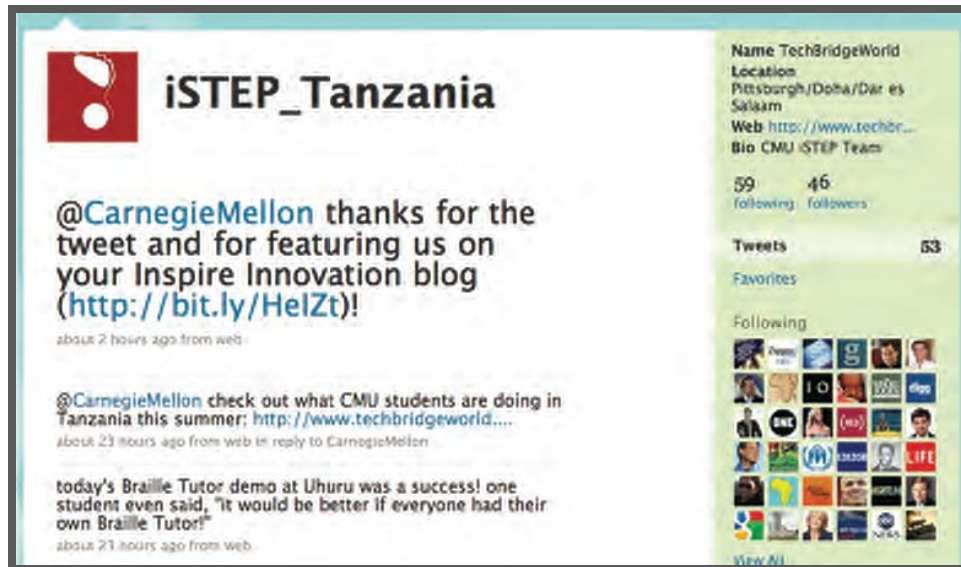 iSTEP_Tanzania
@CarnegieMellon thanks for the
tweet and for featuring us on
your Inspire Innovation blog
(http://bit.ly/HeIZt)!
about 2 hours ago from web
@CarnegieMellon check out what CMU students are doing in
Tanzania this summer: http://www.techbridgeworld....
about 23 hours ago from web in reply to CarnegieMellon
today's Braille Tutor demo at Uhuru was a success! one
student even said, "it would be better if everyone had their
own Braille Tutor!"
about 23 hours ago from web
Name TechBridgeWorld
Location
Pittsburgh/Doha/Dar es
Salaam
Web http://www.techbr...
Bio CMU iSTEP Team
59 46
following followers
Tweets 53
Favorites
Following
g
I O digg
ONE
LIFE
NEWS
View All